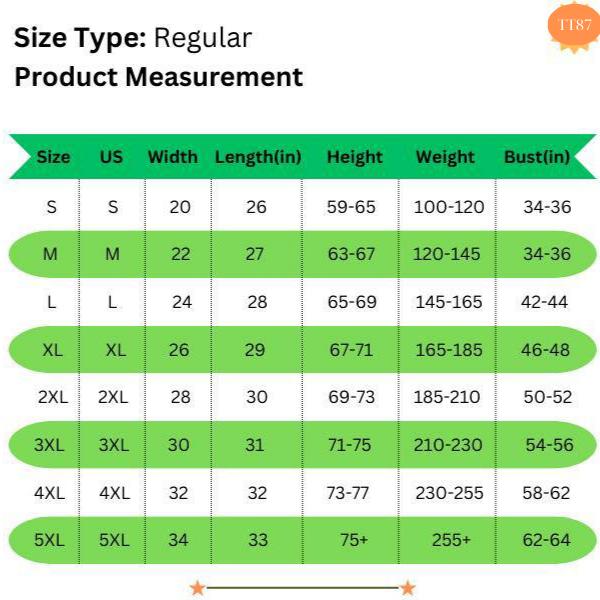 TT87
Size Type: Regular
Product Measurement
Size US Width Length(in) Height Weight Bust(in)
S S 20 26 59-65 100-120 34-36
M M 22 27 63-67 120-145 34-36
L L 24 28 65-69 145-165 42-44
XL XL 26 29 67-71 165-185 46-48
2XL 2XL 28 30 69-73 185-210 50-52
3XL 3XL 30 31 71-75 210-230 54-56
4XL 4XL 32 32 73-77 230-255 58-62
5XL 5XL 34 33 75+ 255+ 62-64